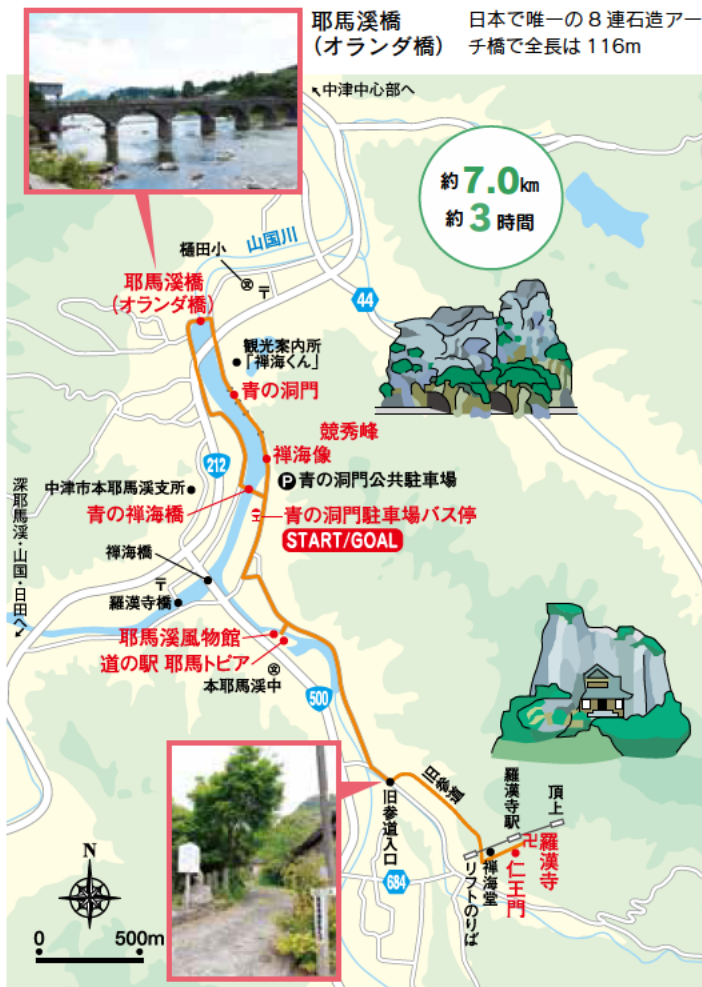 耶馬溪橋
(オランダ橋)
日本で唯一の8連石造アー
チ橋で全長は116m
↖中津中心部へ
約7.0km
約3時間
山国川
樋田小
文
〒
44
耶馬溪橋
(オランダ橋)
観光案内所
「禅海くん」
青の洞門
競秀峰
禅海像
212
P青の洞門公共駐車場
中津市本耶馬渓支所
青の禅海橋
青の洞門駐車場バス停
START/GOAL
深耶馬渓・山国・日田へ↙
禅海橋
〒
羅漢寺橋
耶馬溪風物館
道の駅 耶馬トピア
文
本耶馬渓中
500
旧参道
旧参道入口
羅漢寺駅
頂上
卍羅漢寺
仁王門
禅海堂
リフトのりば
684
N
0 500m